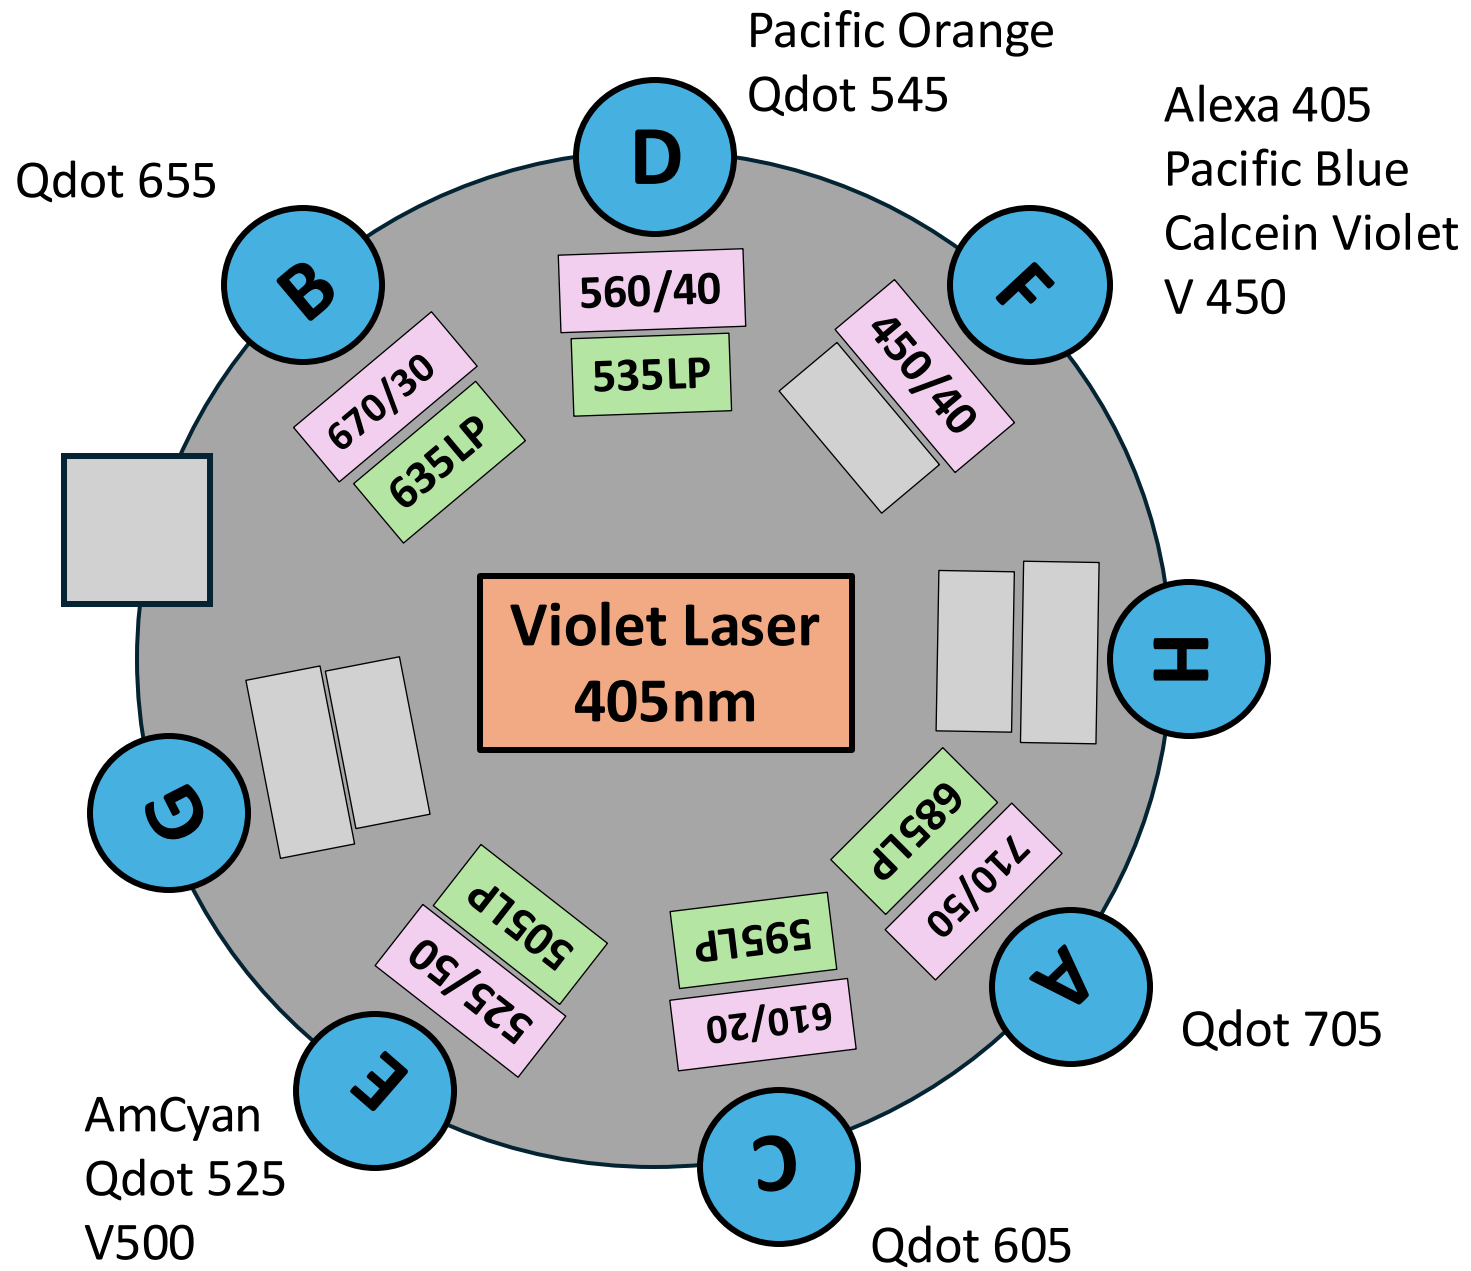 Pacific Orange
Qdot 545
Alexa 405
Pacific Blue
Calcein Violet
V 450
Qdot 655
D
B
F
560/40
535LP
670/30
635LP
450/40
Violet Laser
405nm
H
G
685LP
710/50
A
Qdot 705
505LP
525/50
595LP
610/20
E
AmCyan
Qdot 525
V500
C
Qdot 605